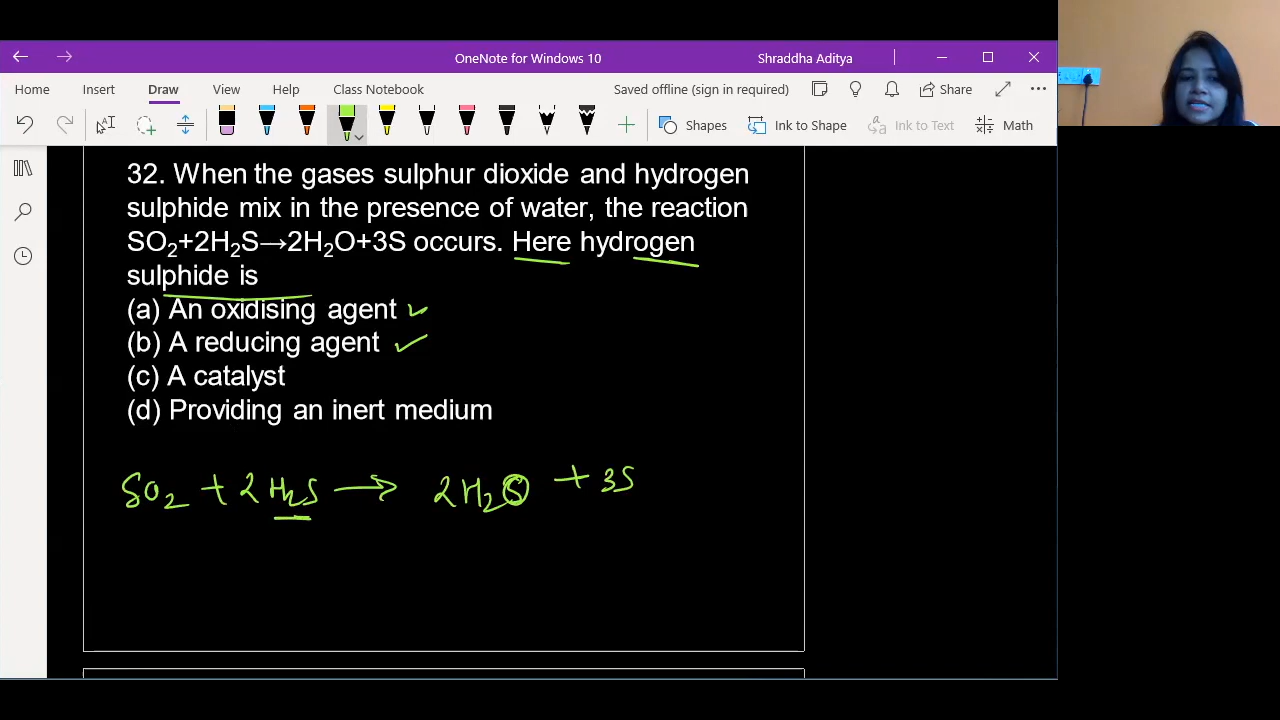 OneNote for Windows 10
Shraddha Aditya
Home Insert Draw View Help Class Notebook Saved offline (sign in required) Share
Shapes Ink to Shape Ink to Text Math
32. When the gases sulphur dioxide and hydrogen
sulphide mix in the presence of water, the reaction
SO₂+2H₂S→2H₂O+3S occurs. Here hydrogen
sulphide is
(a) An oxidising agent ✓
(b) A reducing agent ✓
(c) A catalyst
(d) Providing an inert medium
SO₂ + 2H₂S → 2H₂O + 3S